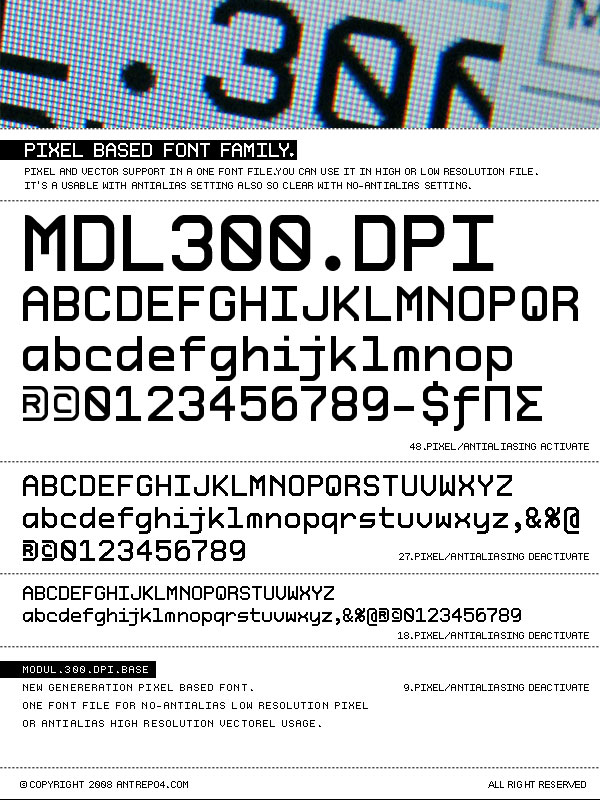 30
PIXEL BASED FONT FAMILY.
PIXEL AND VECTOR SUPPORT IN A ONE FONT FILE.YOU CAN USE IT IN HIGH OR LOW RESOLUTION FILE.
IT'S A USABLE WITH ANTIALIAS SETTING ALSO SO CLEAR WITH NO-ANTIALIAS SETTING.
MDL300.DPI
ABCDEFGHIJKLMNOPQR
abcdefghijklmnop
®©0123456789-$ƒΠΣ
48.PIXEL/ANTIALIASING ACTIVATE
ABCDEFGHIJKLMNOPQRSTUVWXYZ
abcdefghijklmnopqrstuvwxyz,&%@
®©0123456789
27.PIXEL/ANTIALIASING DEACTIVATE
ABCDEFGHIJKLMNOPQRSTUVWXYZ
abcdefghijklmnopqrstuvwxyz,&%@®©0123456789
18.PIXEL/ANTIALIASING DEACTIVATE
MODUL.300.DPI.BASE
NEW GENERERATION PIXEL BASED FONT.
9.PIXEL/ANTIALIASING DEACTIVATE
ONE FONT FILE FOR NO-ANTIALIAS LOW RESOLUTION PIXEL
OR ANTIALIAS HIGH RESOLUTION VECTOREL USAGE.
©COPYRIGHT 2008 ANTREPO4.COM
ALL RIGHT RESERVED